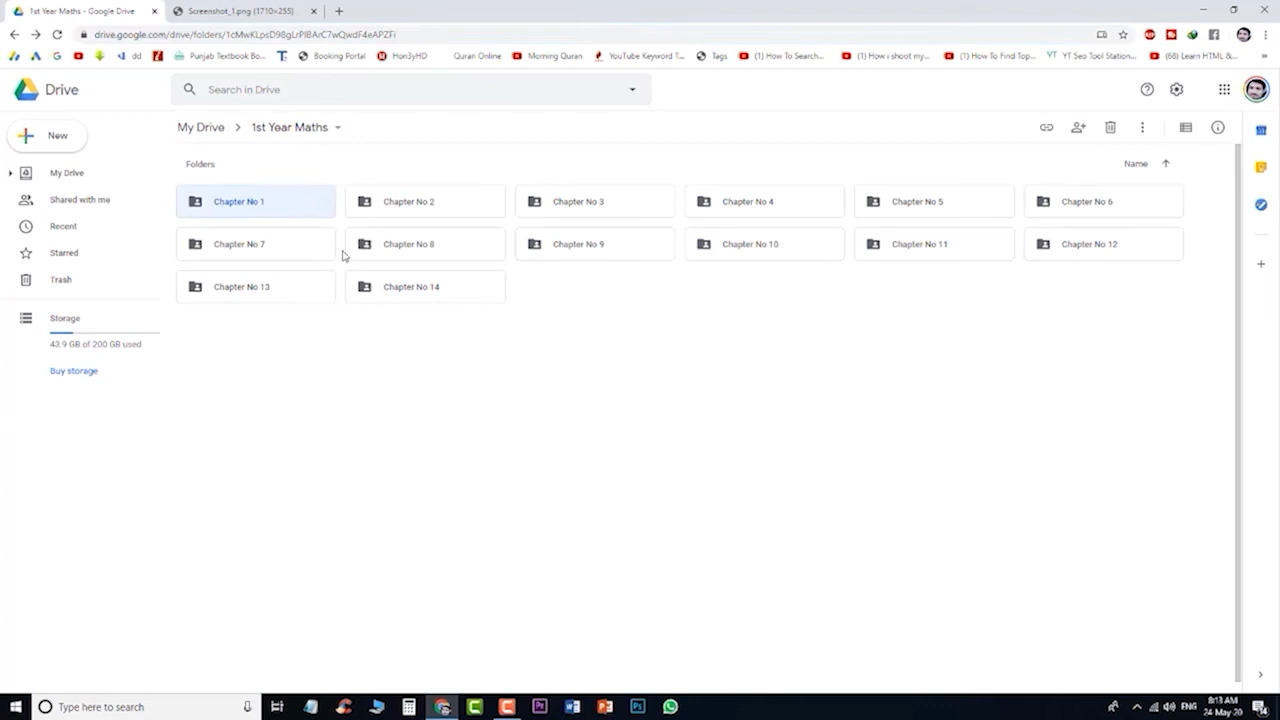 1st Year Maths - Google Drive
Screenshot_1.png (1710×255)
drive.google.com/drive/folders/1cMwKLpsD98gLrPlBArC7wQwdF4eAPZFi
dd
Punjab Textbook Bo...
Booking Portal
Hon3yHD
Quran Online
Morning Quran
YouTube Keyword T...
Tags
(1) How To Search...
(1) How i shoot my...
(1) How To Find Top...
YT Seo Tool Station...
(68) Learn HTML &...
Drive
Search in Drive
New
My Drive
1st Year Maths
My Drive
Shared with me
Recent
Starred
Trash
Storage
43.9 GB of 200 GB used
Buy storage
Folders
Name
Chapter No 1
Chapter No 2
Chapter No 3
Chapter No 4
Chapter No 5
Chapter No 6
Chapter No 7
Chapter No 8
Chapter No 9
Chapter No 10
Chapter No 11
Chapter No 12
Chapter No 13
Chapter No 14
Type here to search
ENG
8:13 AM
24-May-20